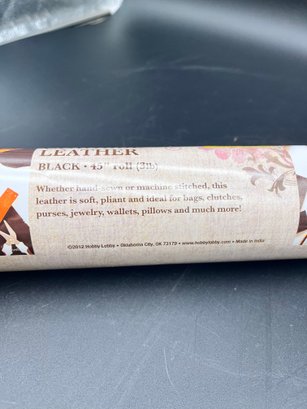 LEATHER
BLACK • 45" roll (3lb)
Whether hand-sewn or machine stitched, this
leather is soft, pliant and ideal for bags, clutches,
purses, jewelry, wallets, pillows and much more!
©2012 Hobby Lobby • Oklahoma City, OK 73179 • www.hobbylobby.com • Made in India